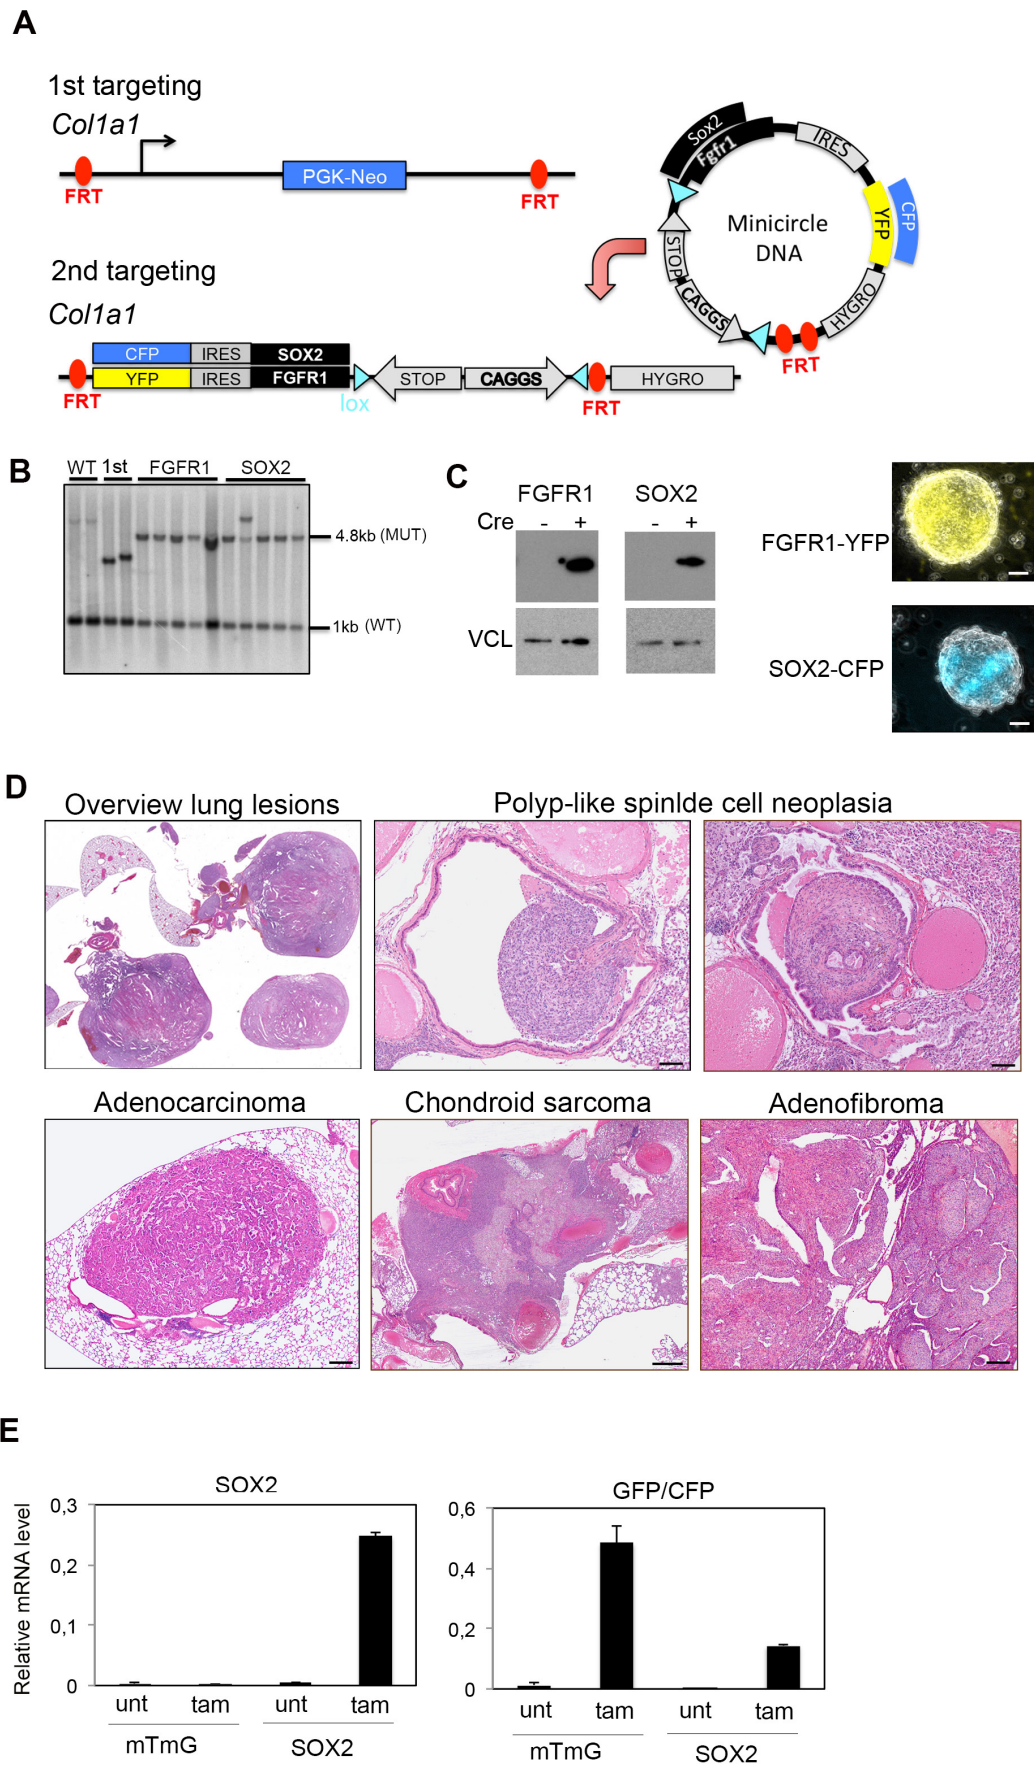 A
1st targeting
Col1a1
PGK-Neo
FRT
FRT
Sox2
Fgfr1
IRES
YFP
CFP
HYGRO
FRT
CAGGS
STOP
Minicircle
DNA
2nd targeting
Col1a1
CFP IRES SOX2
YFP IRES FGFR1
STOP CAGGS HYGRO
FRT
lox
FRT
B
WT 1st FGFR1 SOX2
4.8kb (MUT)
1kb (WT)
C
FGFR1 SOX2
Cre - + - +
VCL
FGFR1-YFP
SOX2-CFP
D
Overview lung lesions
Polyp-like spinlde cell neoplasia
Adenocarcinoma
Chondroid sarcoma
Adenofibroma
E
SOX2
Relative mRNA level
0,3
0,2
0,1
0
unt tam unt tam
mTmG SOX2
GFP/CFP
0,6
0,4
0,2
0
unt tam unt tam
mTmG SOX2